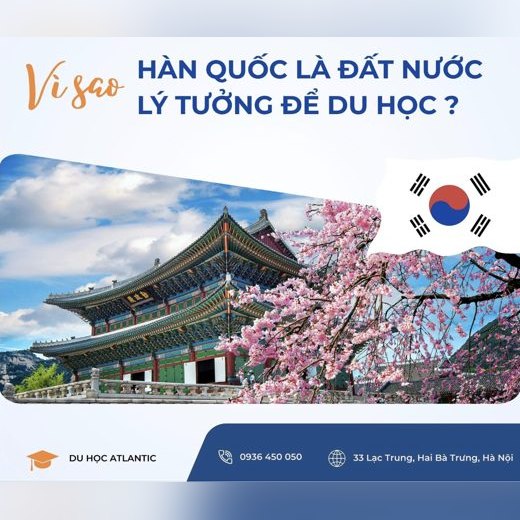 Vì sao
HÀN QUỐC LÀ ĐẤT NƯỚC
LÝ TƯỞNG ĐỂ DU HỌC ?
DU HỌC ATLANTIC
0936 450 050
33 Lạc Trung, Hai Bà Trưng, Hà Nội